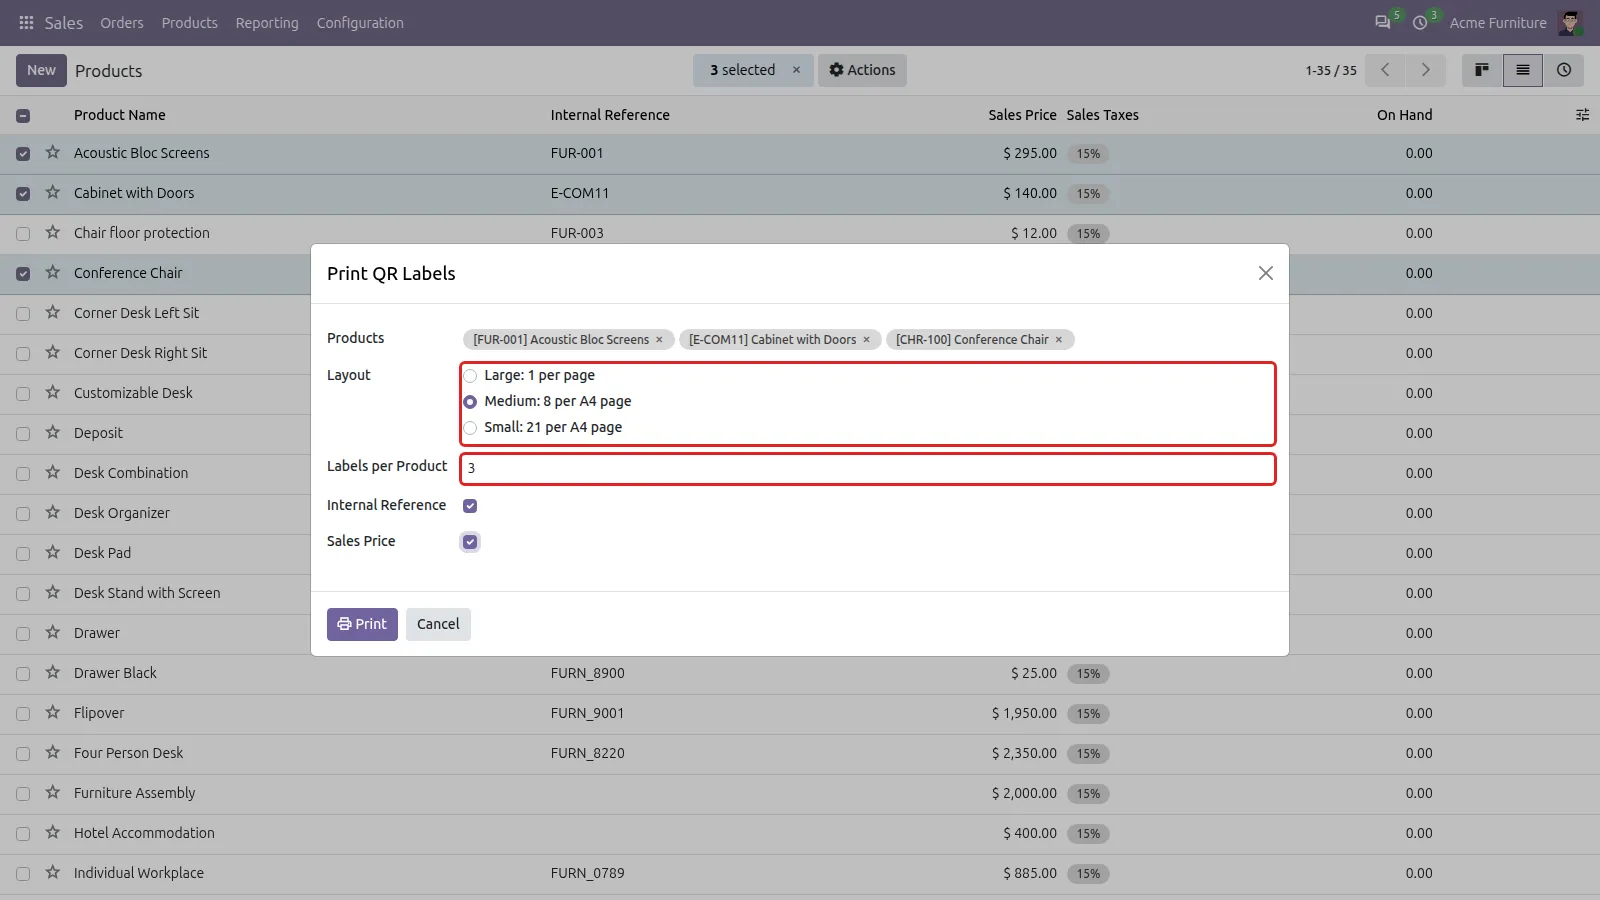 Sales Orders Products Reporting Configuration 5 3 Acme Furniture
New Products 3 selected × Actions 1-35 / 35
Product Name Internal Reference Sales Price Sales Taxes On Hand
Acoustic Bloc Screens FUR-001 $ 295.00 15% 0.00
Cabinet with Doors E-COM11 $ 140.00 15% 0.00
Chair floor protection FUR-003 $ 12.00 15% 0.00
Conference Chair 0.00
Corner Desk Left Sit 0.00
Corner Desk Right Sit 0.00
Customizable Desk 0.00
Deposit 0.00
Desk Combination 0.00
Desk Organizer 0.00
Desk Pad 0.00
Desk Stand with Screen 0.00
Drawer 0.00
Drawer Black FURN_8900 $ 25.00 15% 0.00
Flipover FURN_9001 $ 1,950.00 15% 0.00
Four Person Desk FURN_8220 $ 2,350.00 15% 0.00
Furniture Assembly $ 2,000.00 15% 0.00
Hotel Accommodation $ 400.00 15% 0.00
Individual Workplace FURN_0789 $ 885.00 15% 0.00
Print QR Labels
Products [FUR-001] Acoustic Bloc Screens × [E-COM11] Cabinet with Doors × [CHR-100] Conference Chair ×
Layout Large: 1 per page
Medium: 8 per A4 page
Small: 21 per A4 page
Labels per Product 3
Internal Reference
Sales Price
Print Cancel